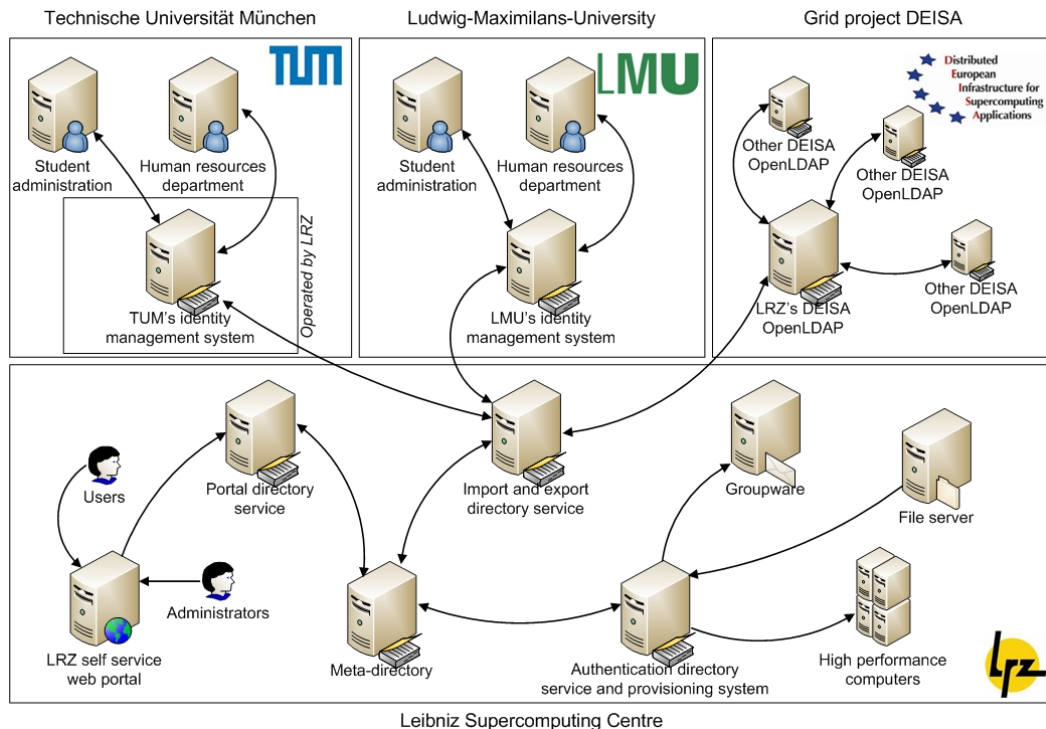 Technische Universität München
Ludwig-Maximilans-University
Grid project DEISA
TUM
LMU
Distributed
European
Infrastructure for
Supercomputing
Applications
Student
administration
Human resources
department
Student
administration
Human resources
department
Other DEISA
OpenLDAP
Other DEISA
OpenLDAP
Other DEISA
OpenLDAP
Operated by LRZ
TUM's identity
management system
LMU's identity
management system
LRZ's DEISA
OpenLDAP
Users
Portal directory
service
Import and export
directory service
Groupware
File server
Administrators
LRZ self service
web portal
Meta-directory
Authentication directory
service and provisioning system
High performance
computers
lrz
Leibniz Supercomputing Centre